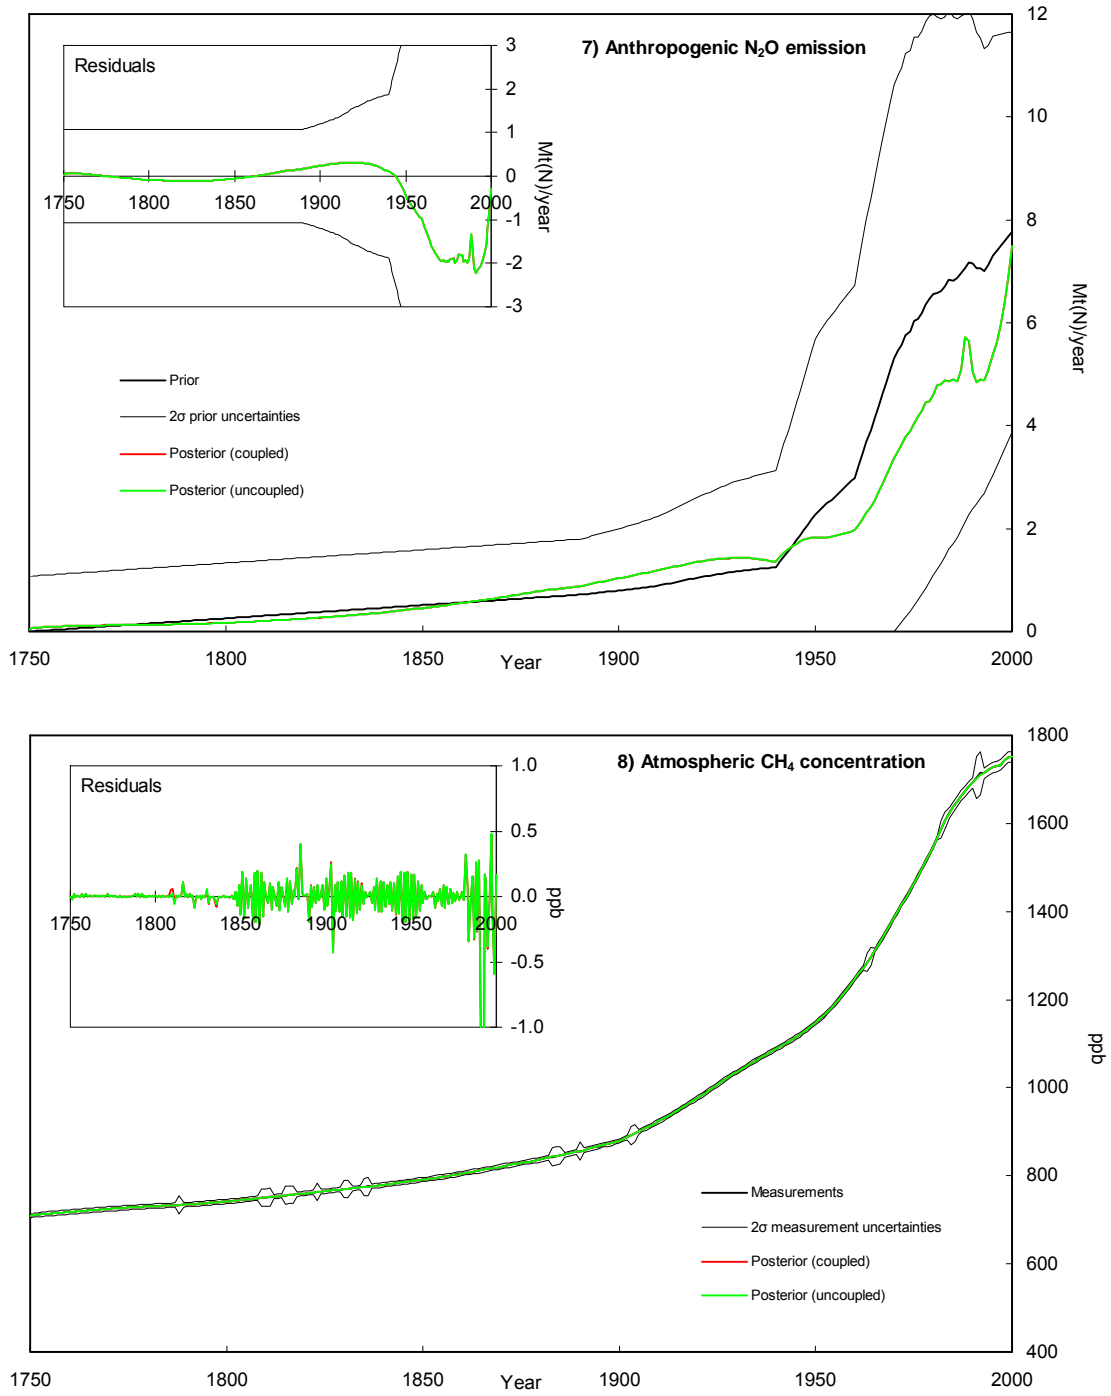 7) Anthropogenic N₂O emission
Residuals
3
2
1
0
-1
-2
-3
Mt(N)/year
1750 1800 1850 1900 1950 2000
12
10
8
6
4
2
0
Mt(N)/year
Prior
2σ prior uncertainties
Posterior (coupled)
Posterior (uncoupled)
1750 1800 1850 1900 1950 2000
Year
8) Atmospheric CH₄ concentration
Residuals
1.0
0.5
0.0
-0.5
-1.0
ppb
1750 1800 1850 1900 1950 2000
1800
1600
1400
1200
1000
800
600
400
ppb
Measurements
2σ measurement uncertainties
Posterior (coupled)
Posterior (uncoupled)
1750 1800 1850 1900 1950 2000
Year